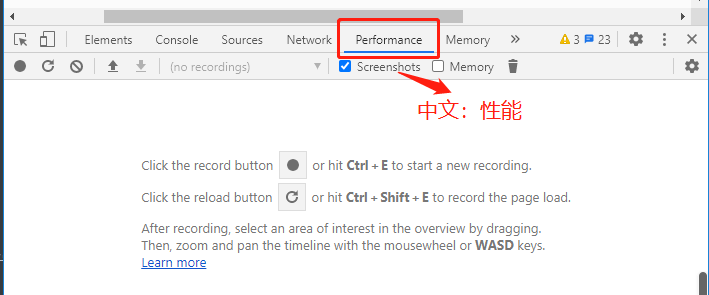 Elements Console Sources Network Performance Memory » 3 23
(no recordings) Screenshots Memory
中文：性能
Click the record button or hit Ctrl + E to start a new recording.
Click the reload button or hit Ctrl + Shift + E to record the page load.
After recording, select an area of interest in the overview by dragging.
Then, zoom and pan the timeline with the mousewheel or WASD keys.
Learn more